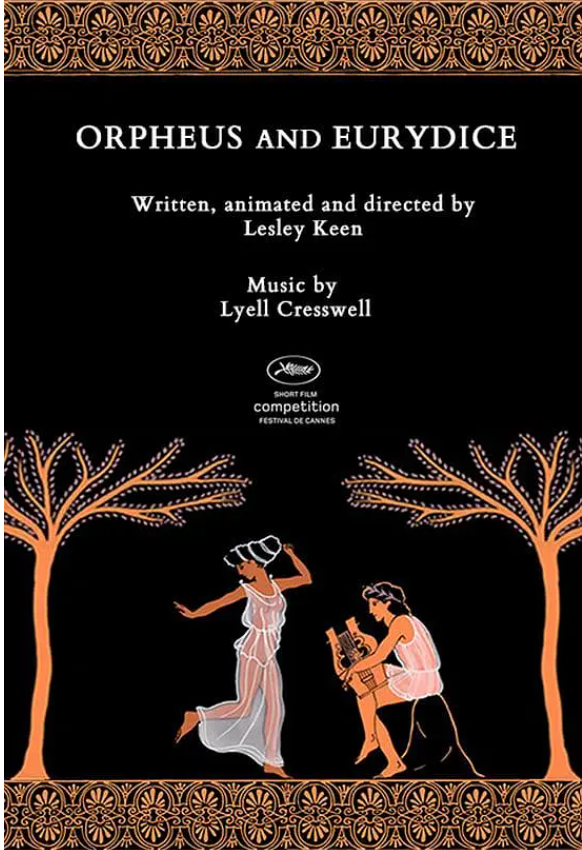 ORPHEUS AND EURYDICE
Written, animated and directed by
Lesley Keen
Music by
Lyell Cresswell
SHORT FILM
competition
FESTIVAL DE CANNES